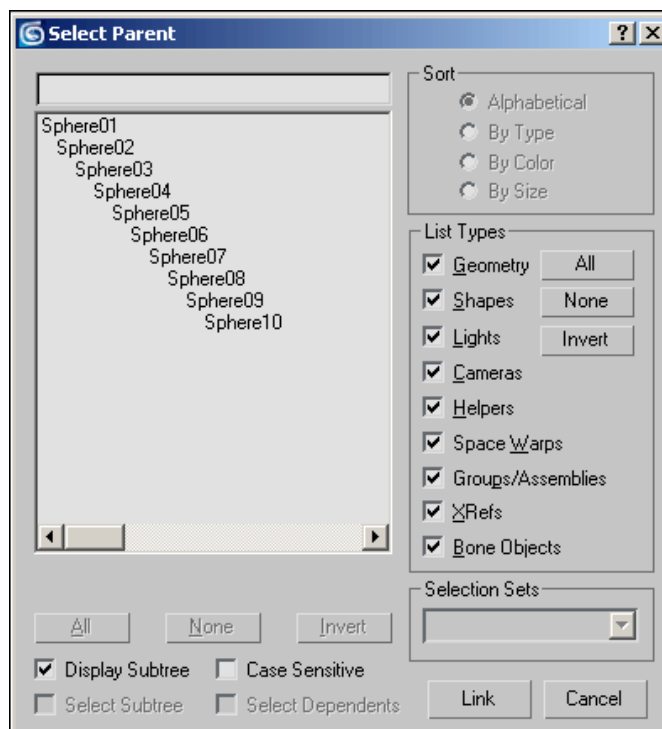 Select Parent
Sphere01
Sphere02
Sphere03
Sphere04
Sphere05
Sphere06
Sphere07
Sphere08
Sphere09
Sphere10
All None Invert
Display Subtree Case Sensitive
Select Subtree Select Dependents
Sort
Alphabetical
By Type
By Color
By Size
List Types
Geometry All
Shapes None
Lights Invert
Cameras
Helpers
Space Warps
Groups/Assemblies
XRefs
Bone Objects
Selection Sets
Link Cancel